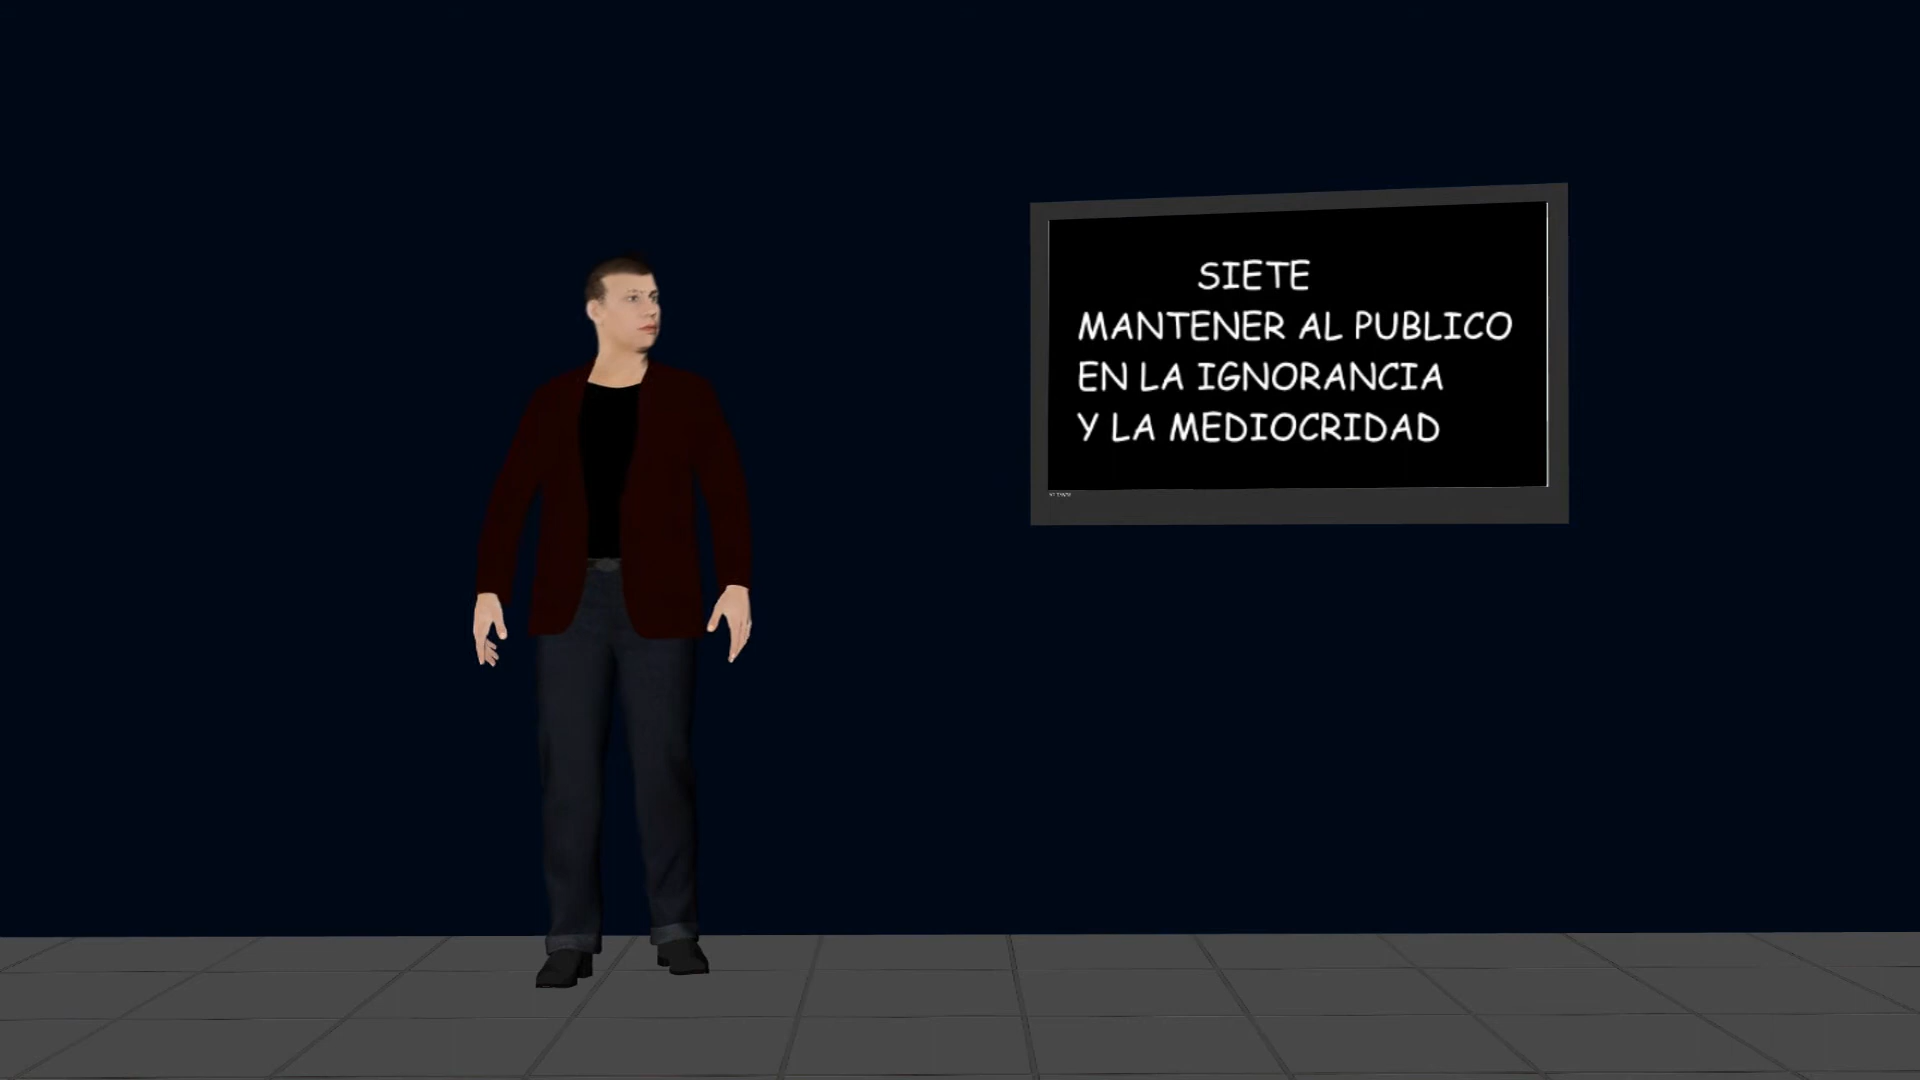 SIETE
MANTENER AL PUBLICO
EN LA IGNORANCIA
Y LA MEDIOCRIDAD